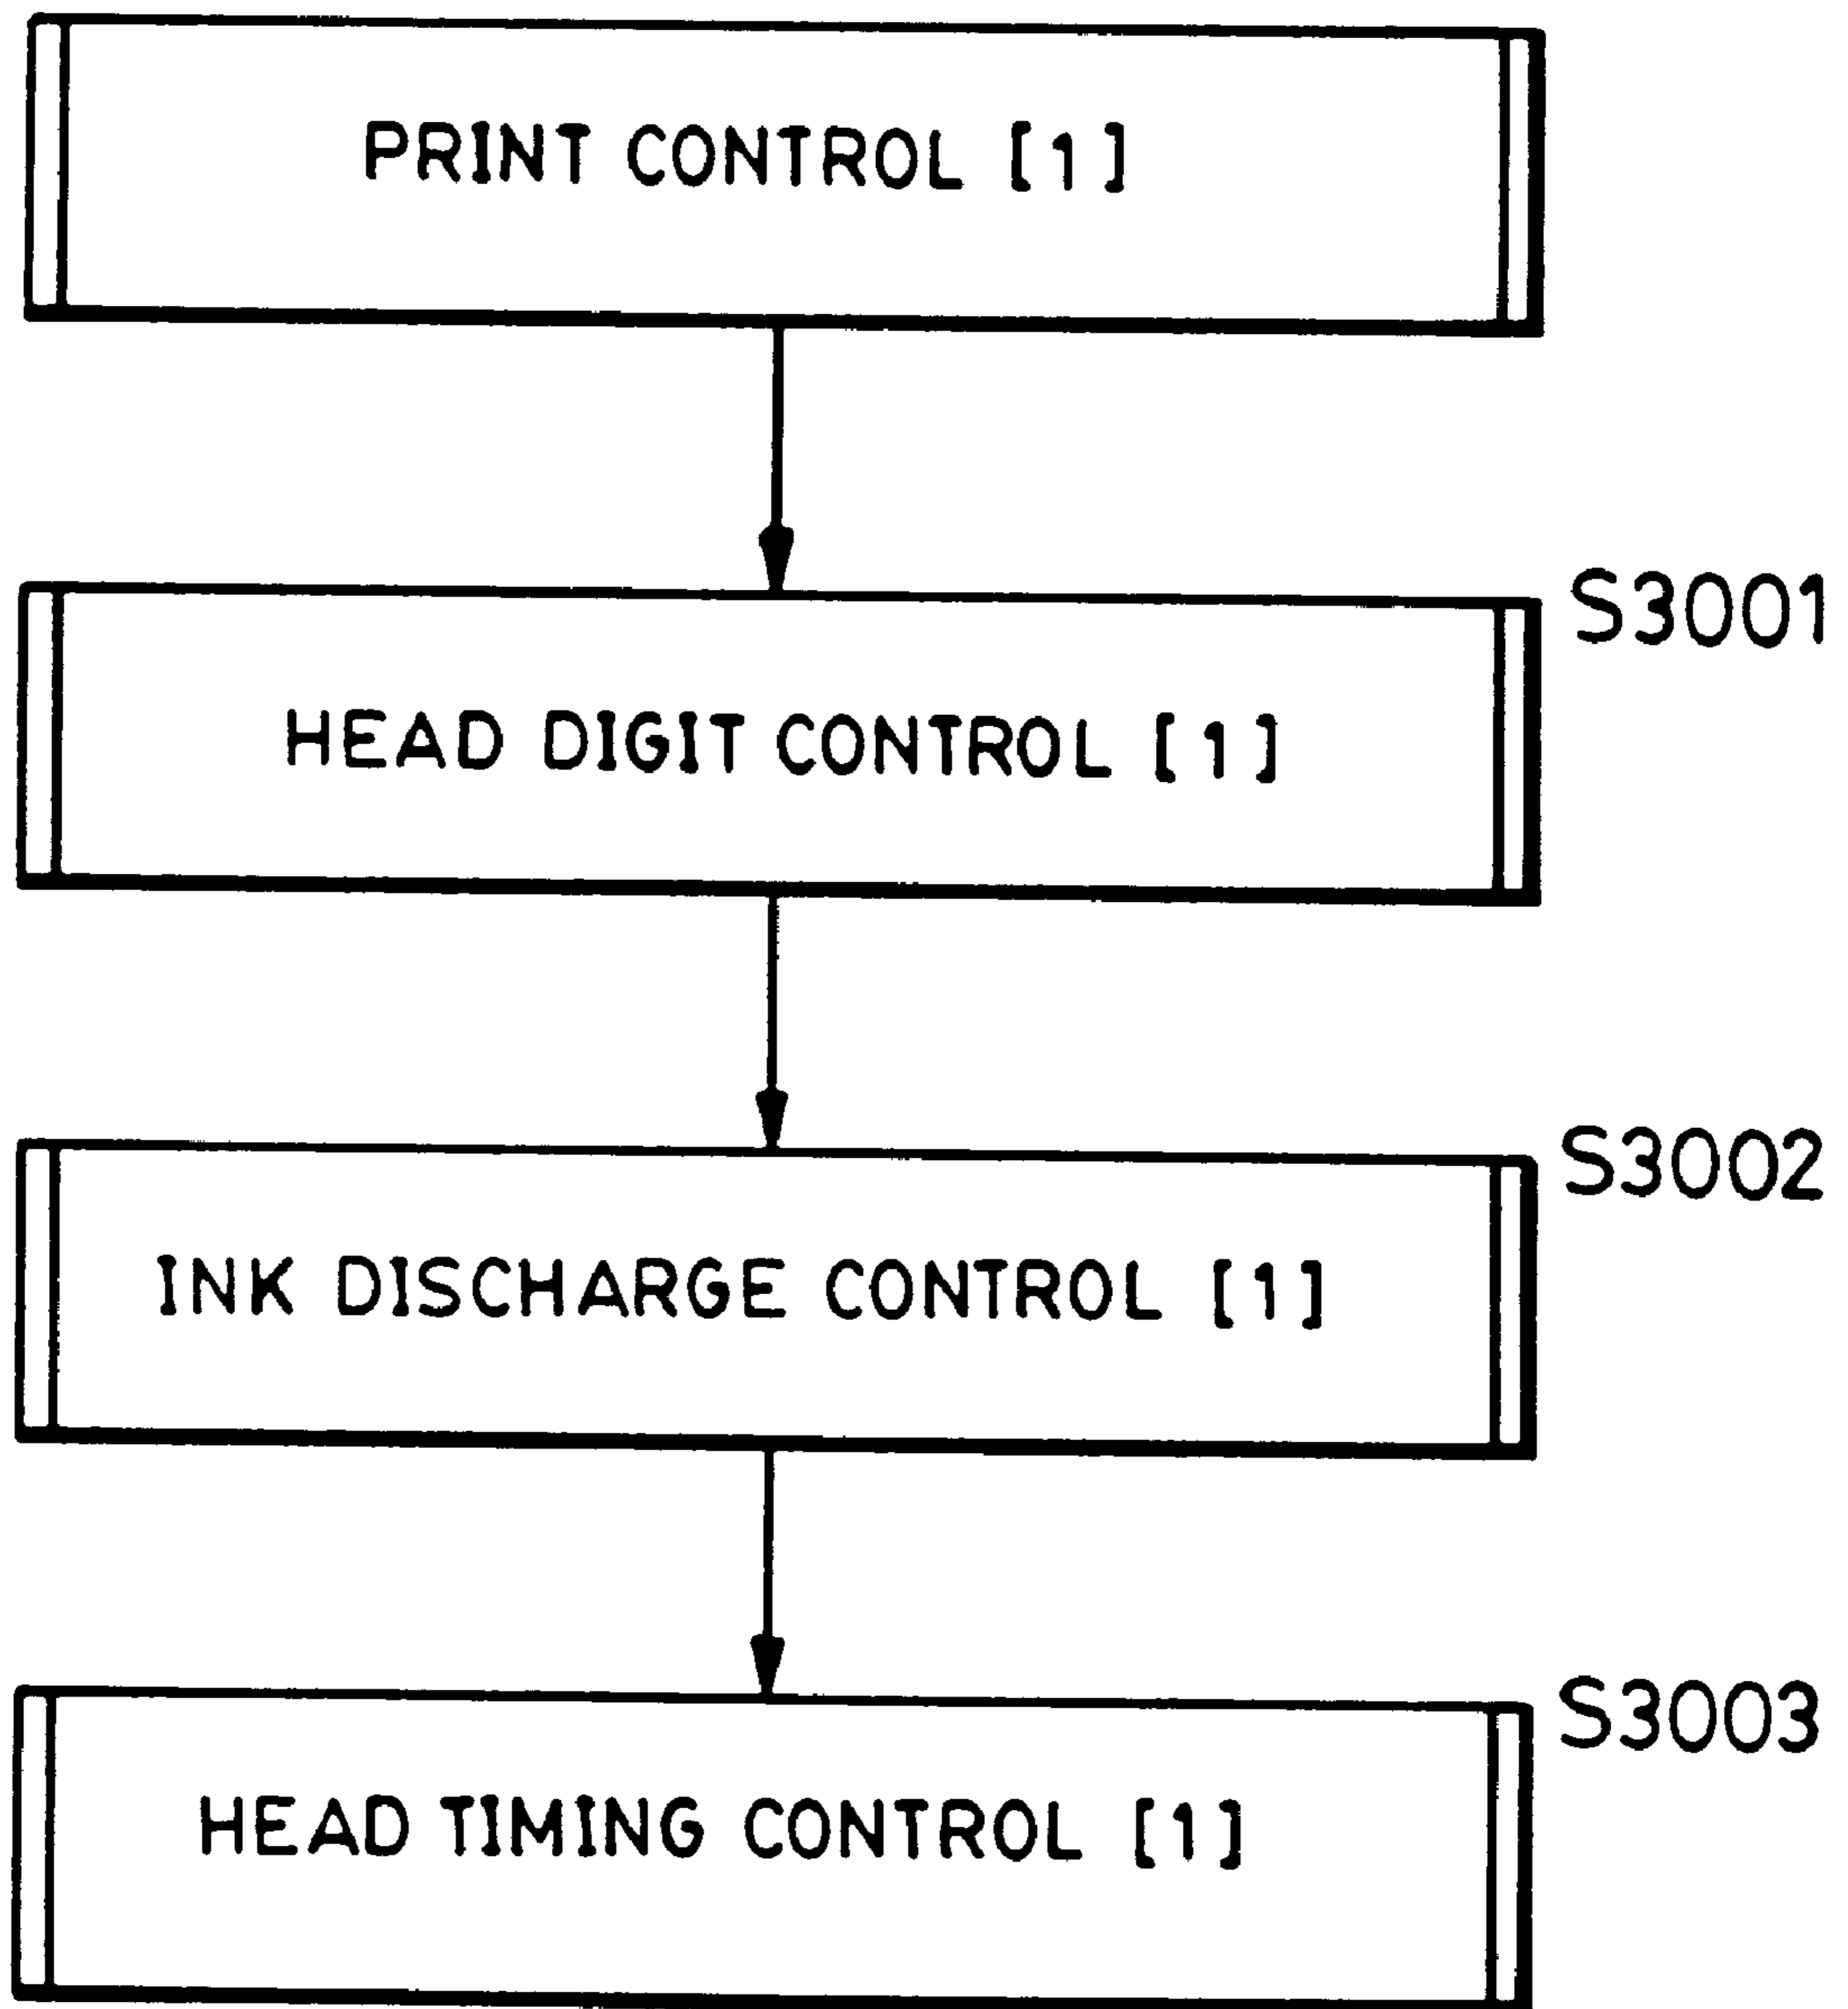 PRINT CONTROL [1]
S3001
HEAD DIGIT CONTROL [1]
S3002
INK DISCHARGE CONTROL [1]
S3003
HEAD TIMING CONTROL [1]